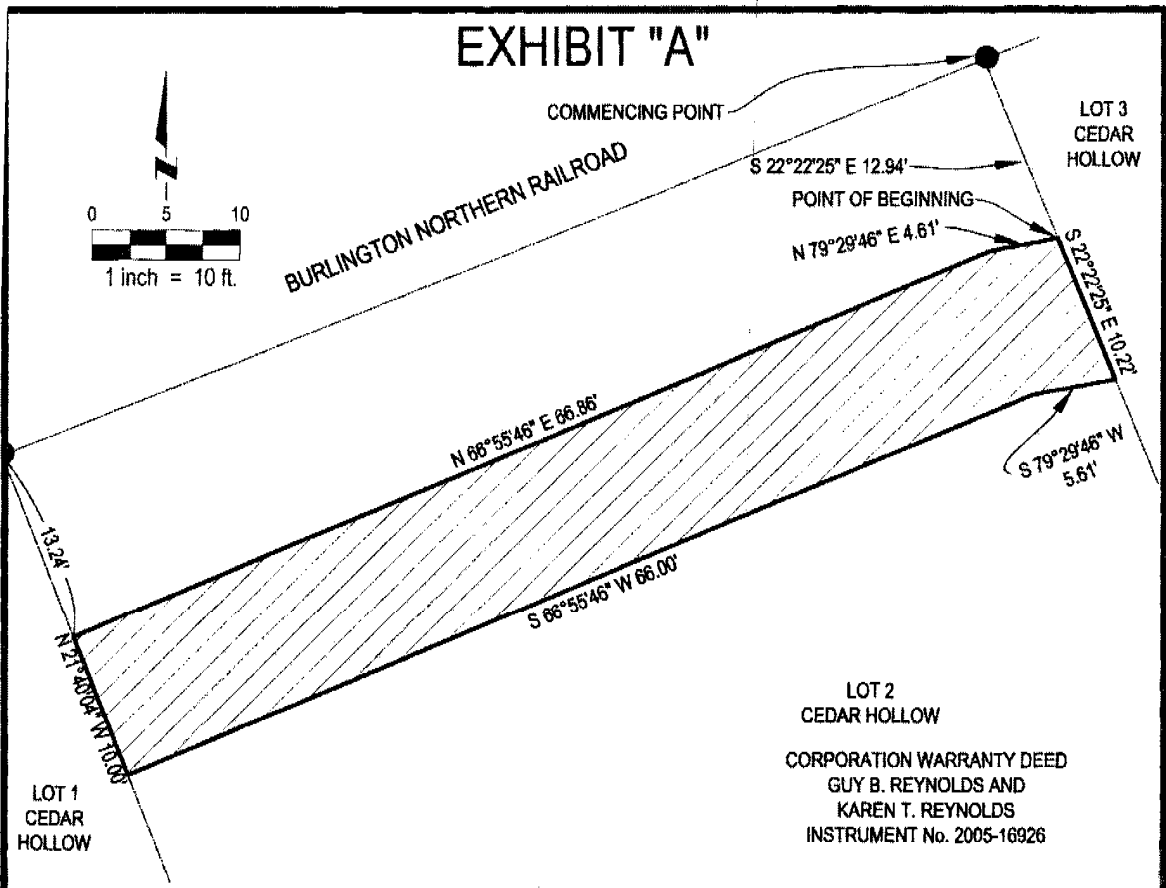 EXHIBIT "A"
COMMENCING POINT
LOT 3
CEDAR
HOLLOW
N
0 5 10
1 inch = 10 ft.
BURLINGTON NORTHERN RAILROAD
S 22°22'25" E 12.94'
POINT OF BEGINNING
N 79°29'46" E 4.61'
S 22°22'25" E 10.22'
N 66°55'46" E 66.86'
S 79°29'46" W
5.61'
13.24'
S 66°55'46" W 66.00'
N 21°40'04" W 10.00'
LOT 2
CEDAR HOLLOW
CORPORATION WARRANTY DEED
GUY B. REYNOLDS AND
KAREN T. REYNOLDS
INSTRUMENT No. 2005-16926
LOT 1
CEDAR
HOLLOW